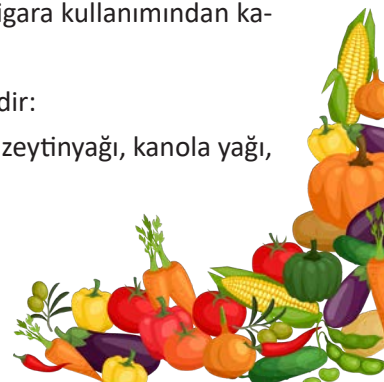 igara kullanımından ka-
dir:
zeytinyağı, kanola yağı,